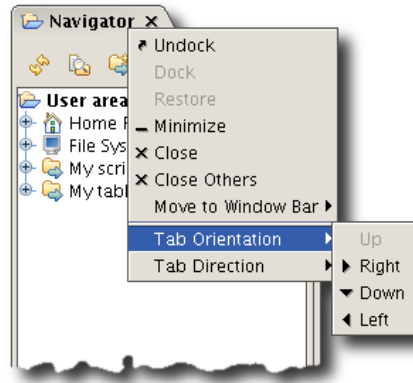 Navigator
Undock
Dock
User area
Restore
Home
Minimize
File Sys
Close
My scri
Close Others
My tabl
Move to Window Bar
Tab Orientation
Up
Tab Direction
Right
Down
Left